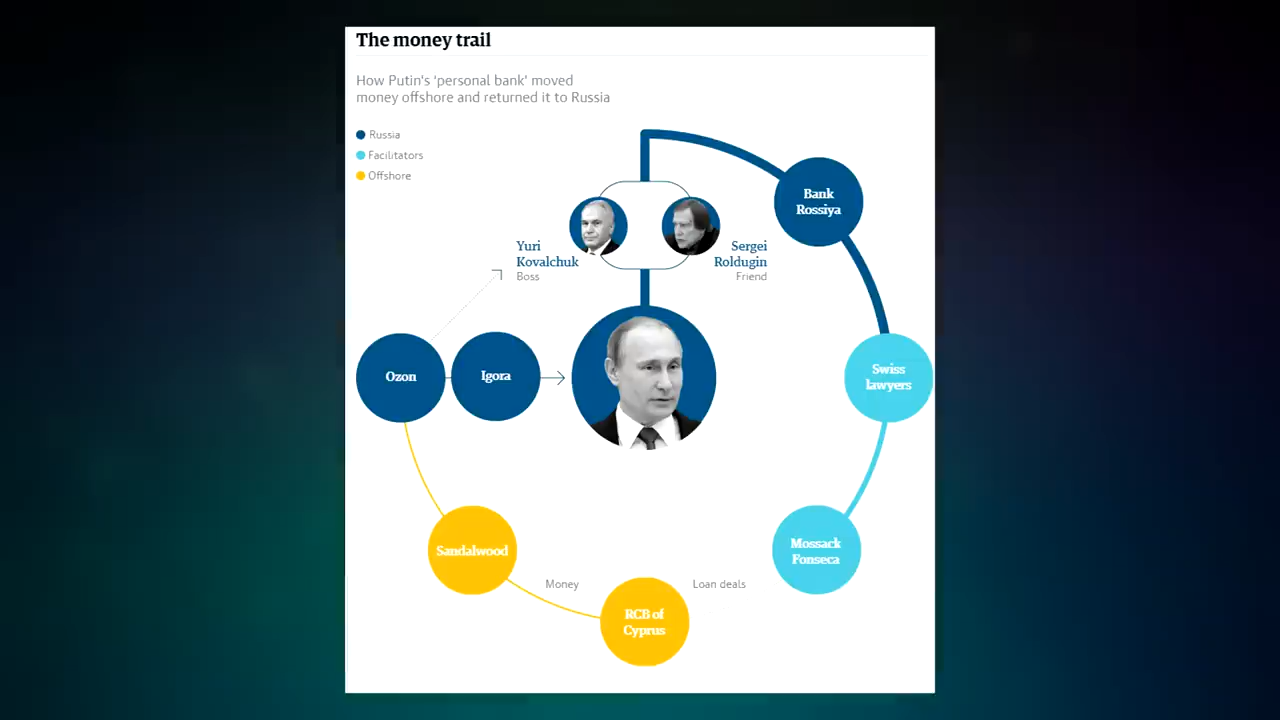 The money trail
How Putin's 'personal bank' moved
money offshore and returned it to Russia
Russia
Facilitators
Offshore
Bank
Rossiya
Yuri
Kovalchuk
Boss
Sergei
Roldugin
Friend
Ozon
Igora
Swiss
lawyers
Sandalwood
Mossack
Fonseca
Money
Loan deals
RCB of
Cyprus